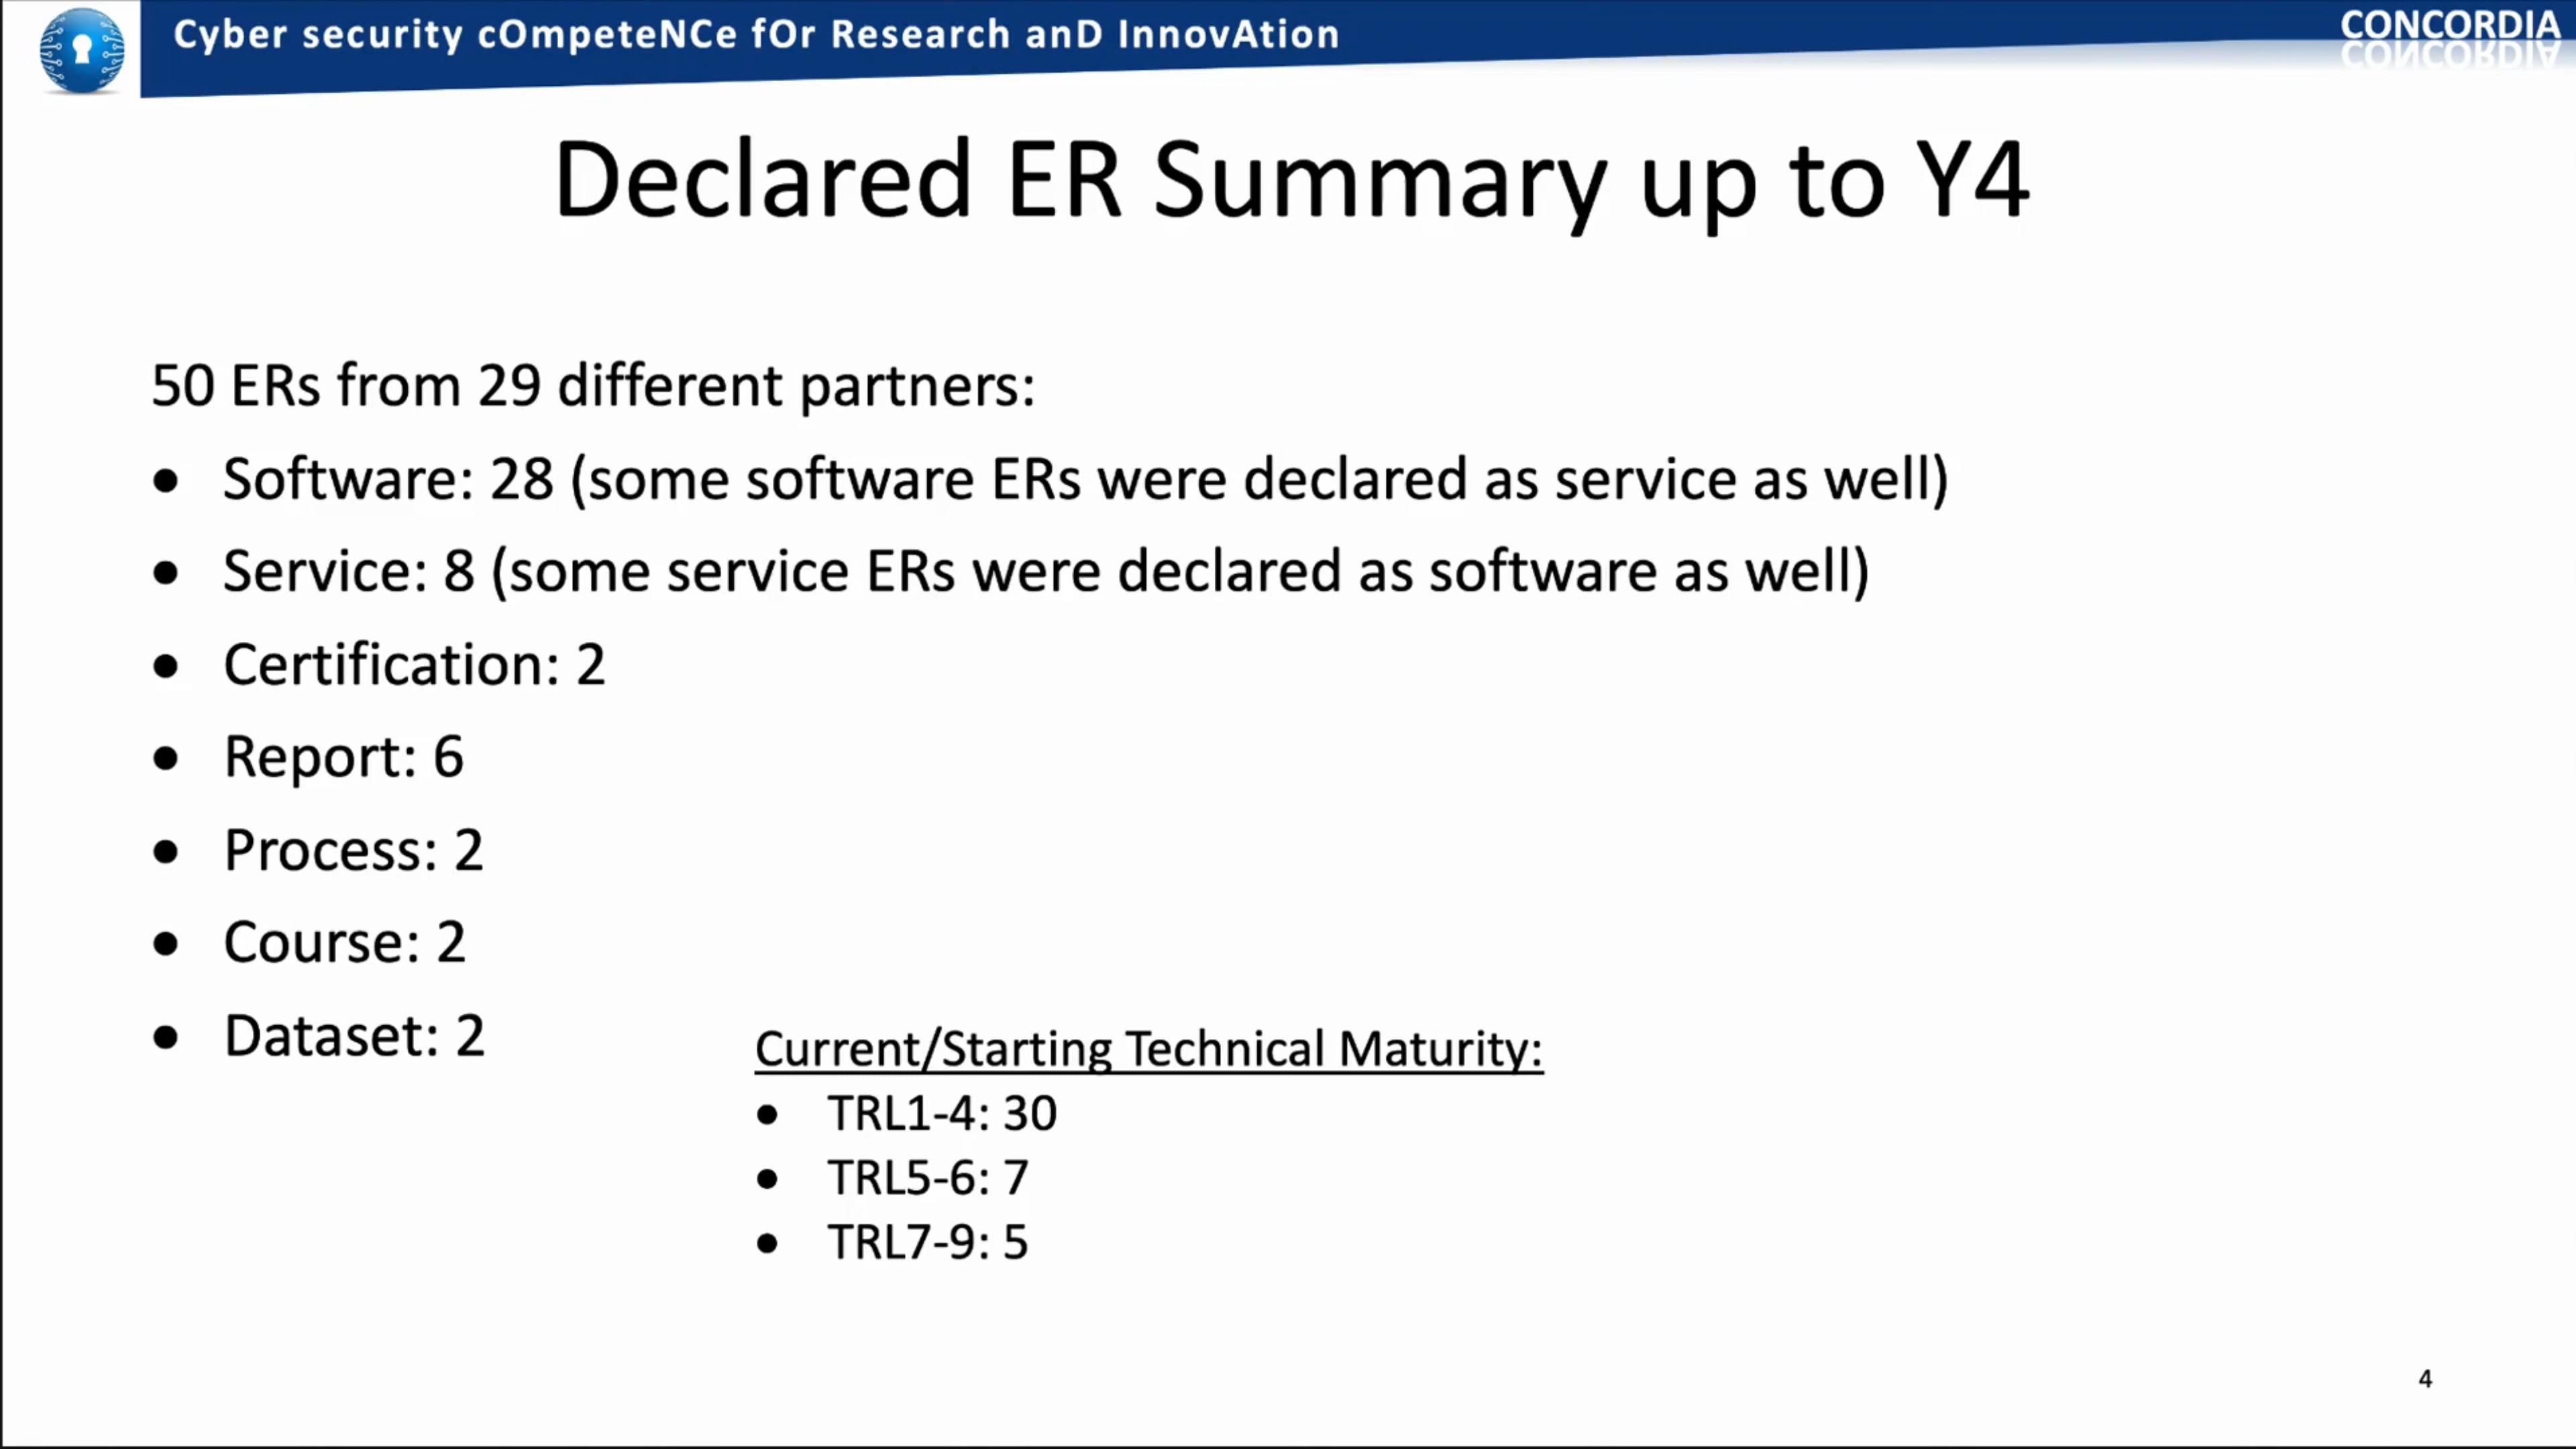 Cyber security cOmpeteNCe fOr Research anD InnovAtion
CONCORDIA
Declared ER Summary up to Y4
50 ERs from 29 different partners:
● Software: 28 (some software ERs were declared as service as well)
● Service: 8 (some service ERs were declared as software as well)
● Certification: 2
● Report: 6
● Process: 2
● Course: 2
● Dataset: 2
Current/Starting Technical Maturity:
● TRL1-4: 30
● TRL5-6: 7
● TRL7-9: 5
4